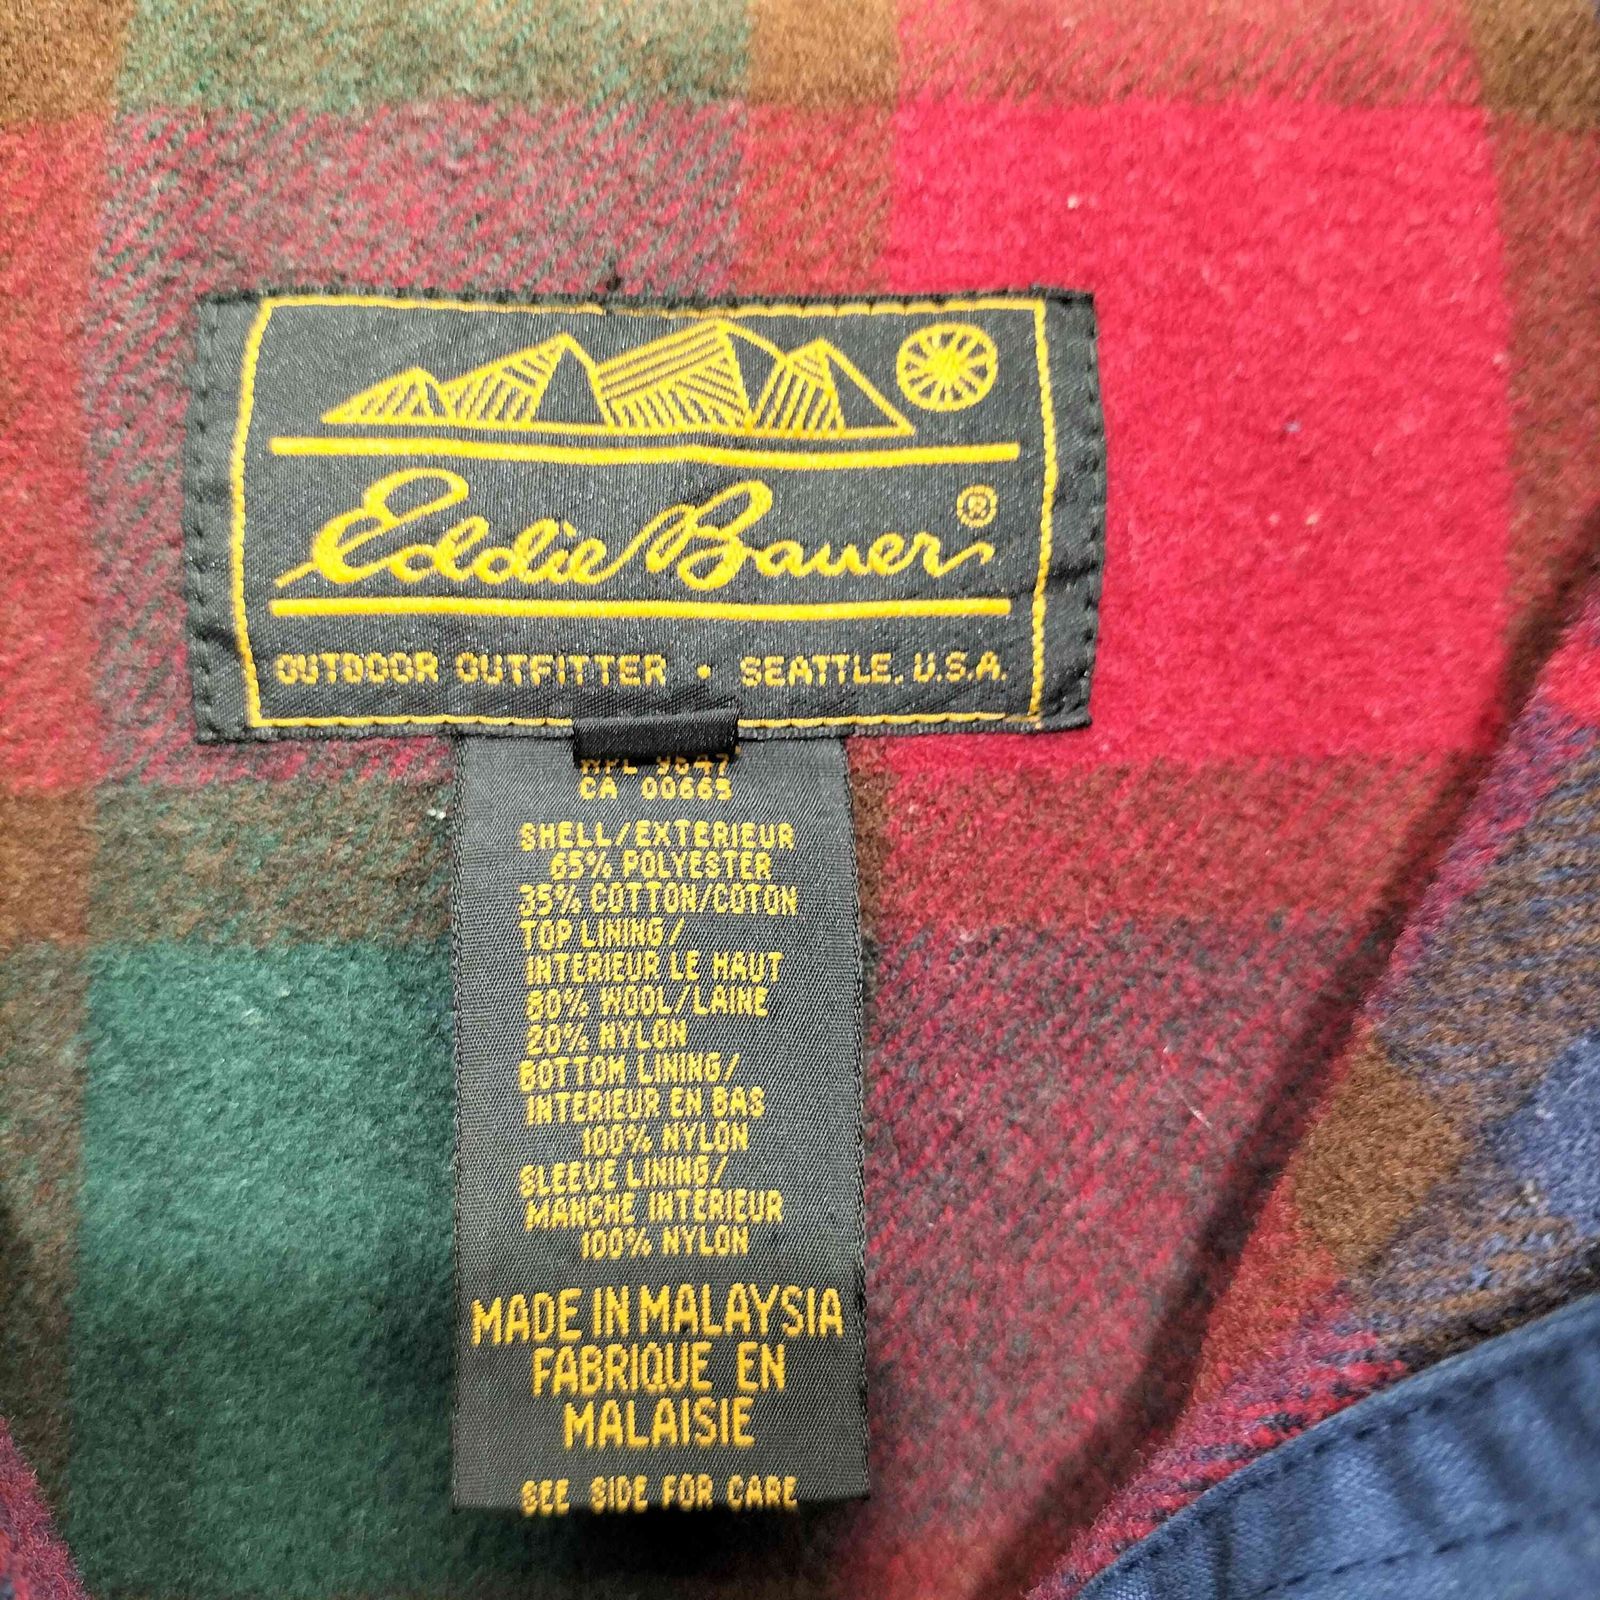 Eddie Bauer ®
OUTDOOR OUTFITTER • SEATTLE, U.S.A.
WPL 9647
CA 00665
SHELL/EXTERIEUR
65% POLYESTER
35% COTTON/COTON
TOP LINING/
INTERIEUR LE HAUT
80% WOOL/LAINE
20% NYLON
BOTTOM LINING/
INTERIEUR EN BAS
100% NYLON
SLEEVE LINING/
MANCHE INTERIEUR
100% NYLON
MADE IN MALAYSIA
FABRIQUE EN
MALAISIE
SEE SIDE FOR CARE